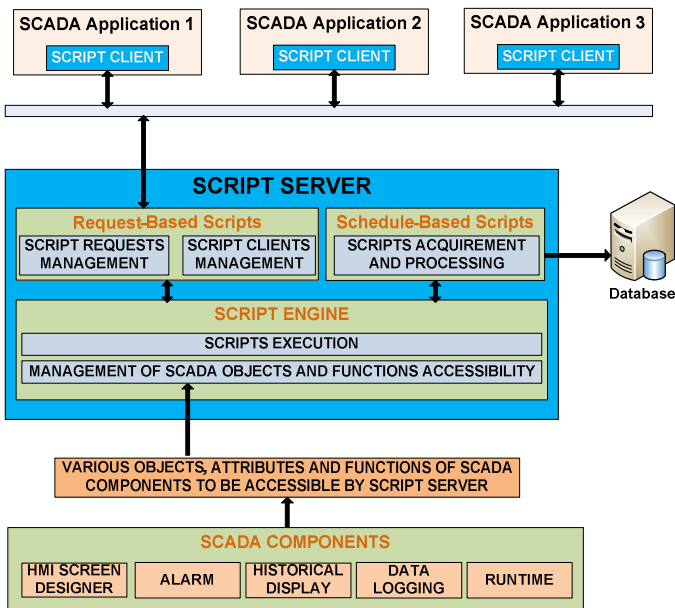 SCADA Application 1
SCRIPT CLIENT
SCADA Application 2
SCRIPT CLIENT
SCADA Application 3
SCRIPT CLIENT
SCRIPT SERVER
Request-Based Scripts
SCRIPT REQUESTS
MANAGEMENT
SCRIPT CLIENTS
MANAGEMENT
Schedule-Based Scripts
SCRIPTS ACQUIREMENT
AND PROCESSING
Database
SCRIPT ENGINE
SCRIPTS EXECUTION
MANAGEMENT OF SCADA OBJECTS AND FUNCTIONS ACCESSIBILITY
VARIOUS OBJECTS, ATTRIBUTES AND FUNCTIONS OF SCADA
COMPONENTS TO BE ACCESSIBLE BY SCRIPT SERVER
SCADA COMPONENTS
HMI SCREEN
DESIGNER
ALARM
HISTORICAL
DISPLAY
DATA
LOGGING
RUNTIME